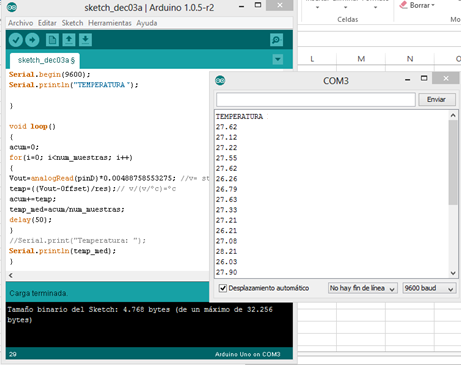 sketch_dec03a | Arduino 1.0.5-r2
Archivo Editar Sketch Herramientas Ayuda
sketch_dec03a §
Serial.begin(9600);
Serial.println("TEMPERATURA");
}
void loop()
{
acum=0;
for(i=0; i<num_muestras; i++)
{
Vout=analogRead(pinD)*0.00488758553275; //v= st
temp=((Vout-Offset)/res);// v/(v/ºc)=ºc
acum+=temp;
temp_med=acum/num_muestras;
delay(50);
}
//Serial.print("Temperatura: ");
Serial.println(temp_med);
}
Carga terminada.
Tamaño binario del Sketch: 4.768 bytes (de un máximo de 32.256
bytes)
29
Arduino Uno on COM3
Borrar
Celdas
Mo
L
M
N
O
COM3
Enviar
TEMPERATURA
27.62
27.12
27.22
27.55
27.62
26.26
26.79
27.63
27.33
27.21
26.21
27.08
28.21
26.03
27.90
Desplazamiento automático
No hay fin de línea
9600 baud